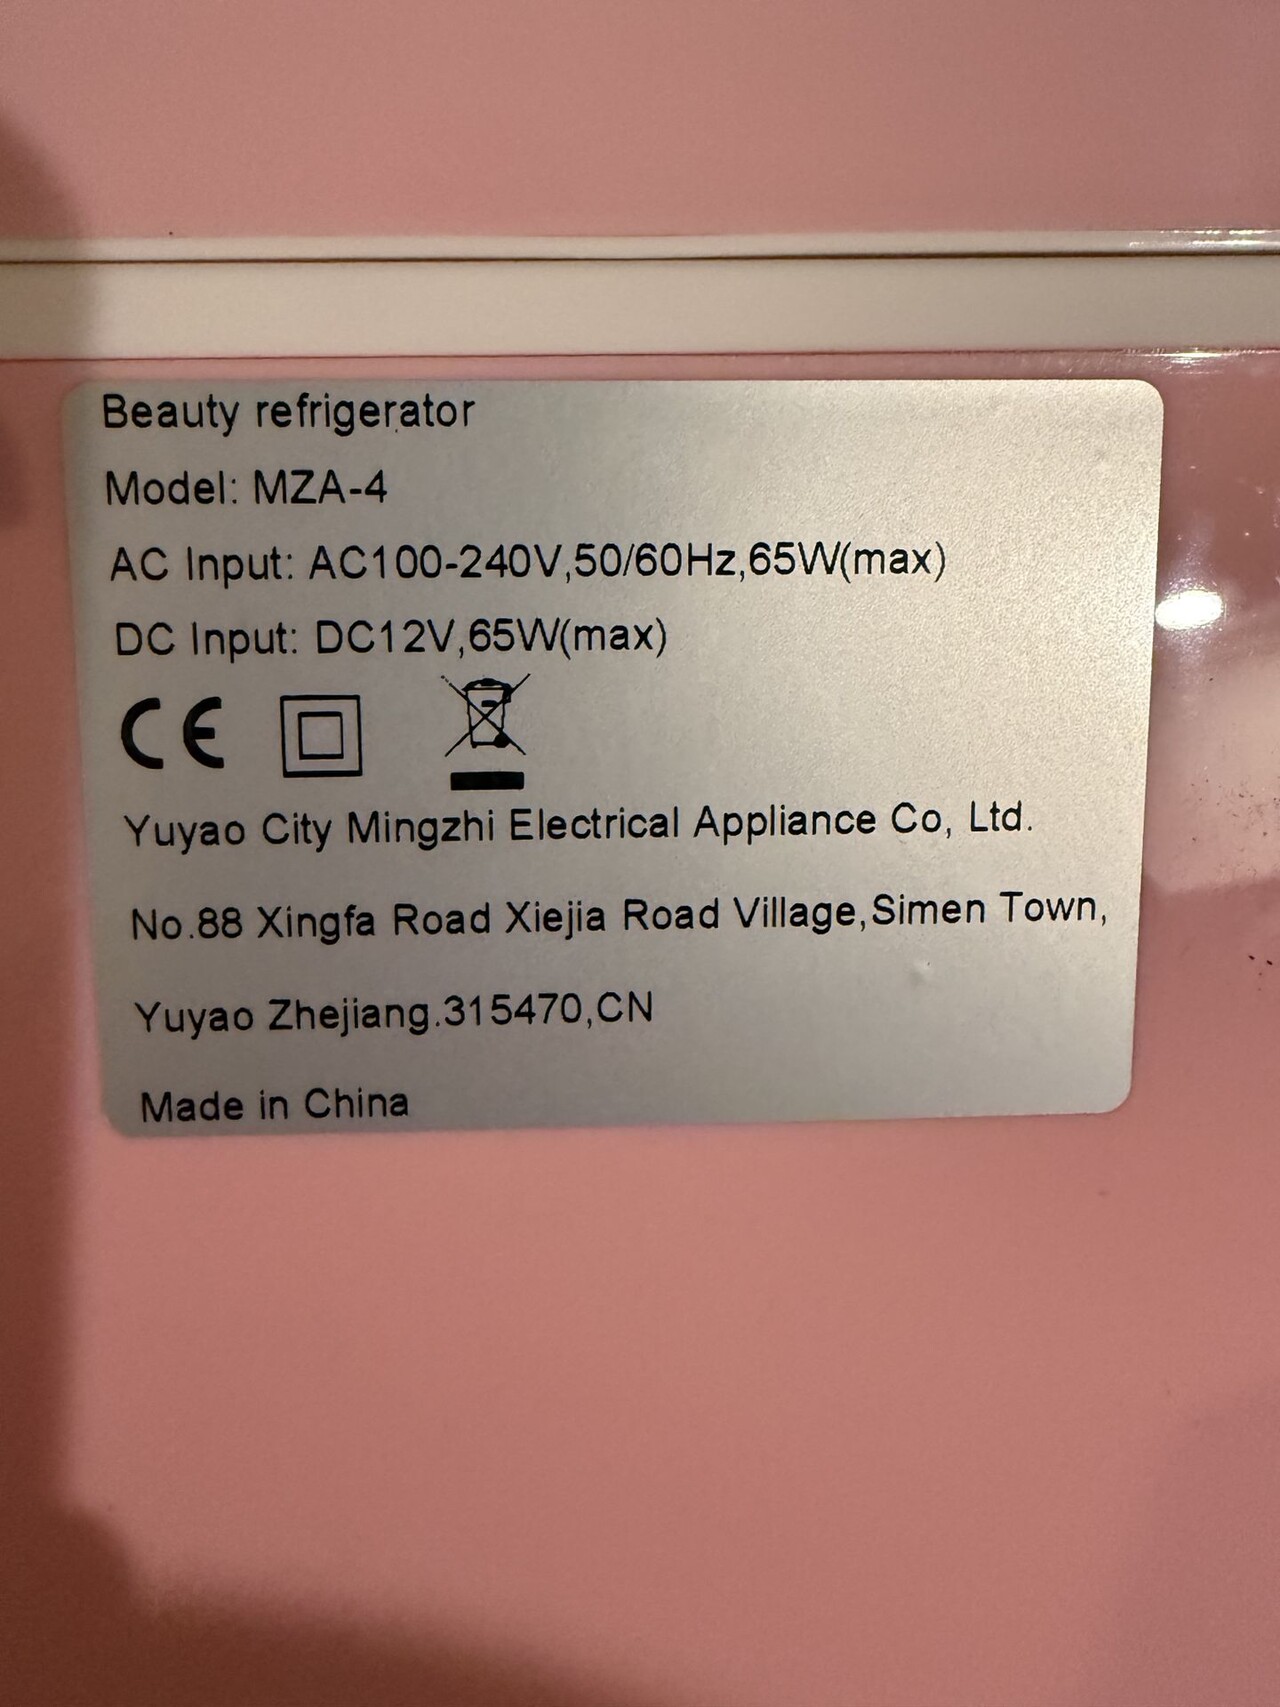 Beauty refrigerator
Model: MZA-4
AC Input: AC100-240V,50/60Hz,65W(max)
DC Input: DC12V,65W(max)
CE
Yuyao City Mingzhi Electrical Appliance Co, Ltd.
No.88 Xingfa Road Xiejia Road Village,Simen Town,
Yuyao Zhejiang.315470,CN
Made in China